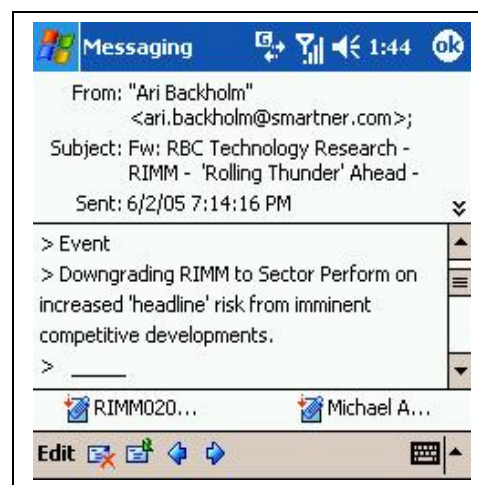 Messaging 1:44 ok
From: "Ari Backholm"
<ari.backholm@smartner.com>;
Subject: Fw: RBC Technology Research -
RIMM - 'Rolling Thunder' Ahead -
Sent: 6/2/05 7:14:16 PM
> Event
> Downgrading RIMM to Sector Perform on
increased 'headline' risk from imminent
competitive developments.
> _____
RIMM020... Michael A...
Edit